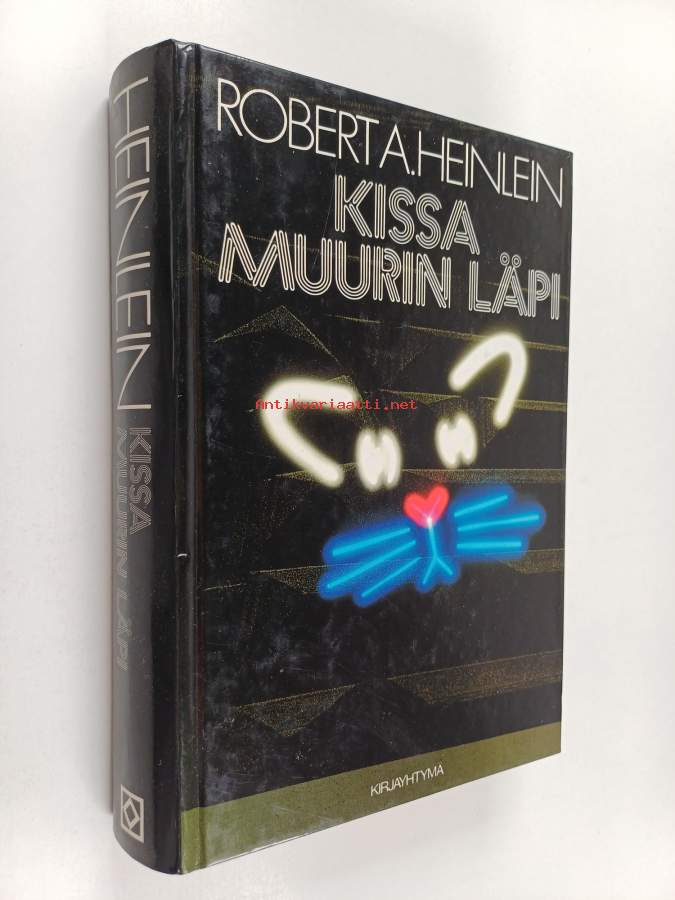 ROBERT A. HEINLEIN
KISSA
MUURIN LÄPI
Antikvariaatti.net
KIRJAYHTYMÄ
HEINLEIN
KISSA
MUURIN LÄPI